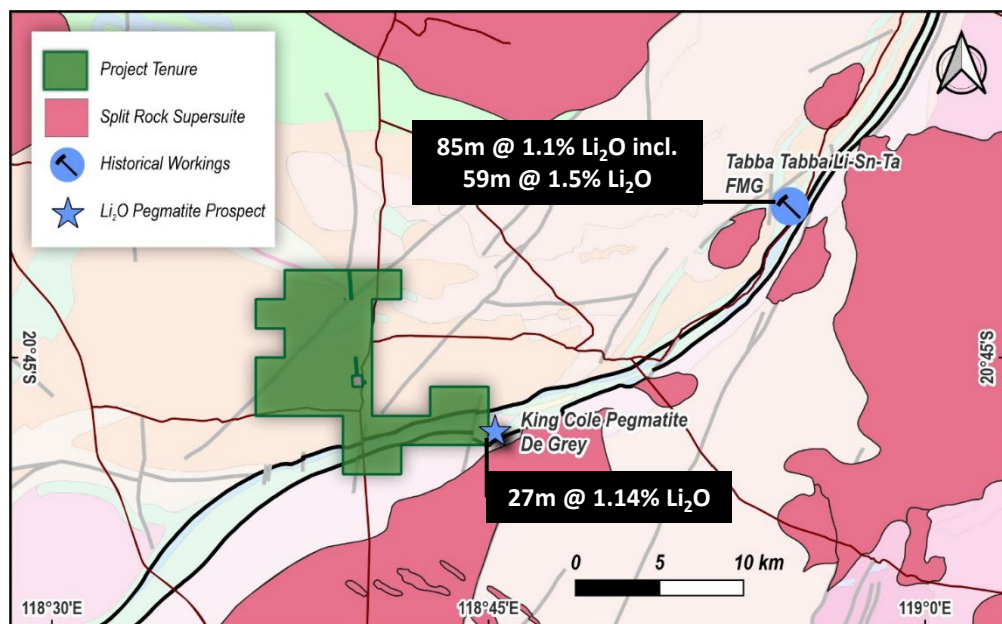 Project Tenure
Split Rock Supersuite
Historical Workings
Li₂O Pegmatite Prospect
85m @ 1.1% Li₂O incl.
59m @ 1.5% Li₂O
Tabba Tabba Li-Sn-Ta
FMG
20°45'S
20°45'S
King Cole Pegmatite
De Grey
27m @ 1.14% Li₂O
0 5 10 km
118°30'E
118°45'E
119°0'E